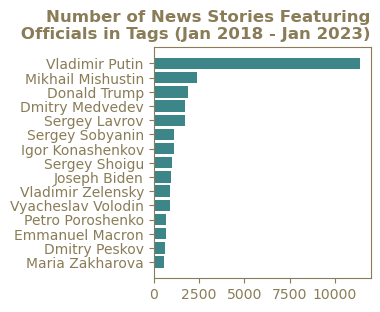 Number of News Stories Featuring
Officials in Tags (Jan 2018 - Jan 2023)
Vladimir Putin
Mikhail Mishustin
Donald Trump
Dmitry Medvedev
Sergey Lavrov
Sergey Sobyanin
Igor Konashenkov
Sergey Shoigu
Joseph Biden
Vladimir Zelensky
Vyacheslav Volodin
Petro Poroshenko
Emmanuel Macron
Dmitry Peskov
Maria Zakharova
0 2500 5000 7500 10000